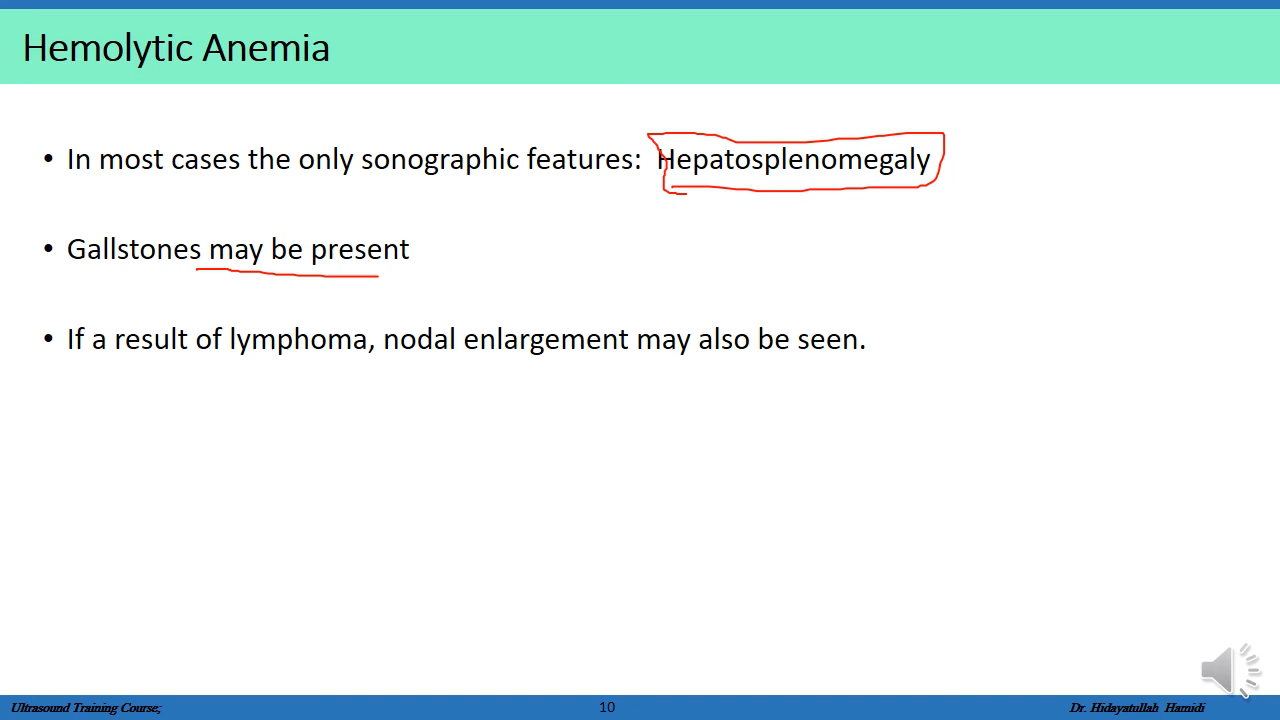 Hemolytic Anemia
• In most cases the only sonographic features: Hepatosplenomegaly
• Gallstones may be present
• If a result of lymphoma, nodal enlargement may also be seen.
Ultrasound Training Course; 10 Dr. Hidayatullah Hamidi